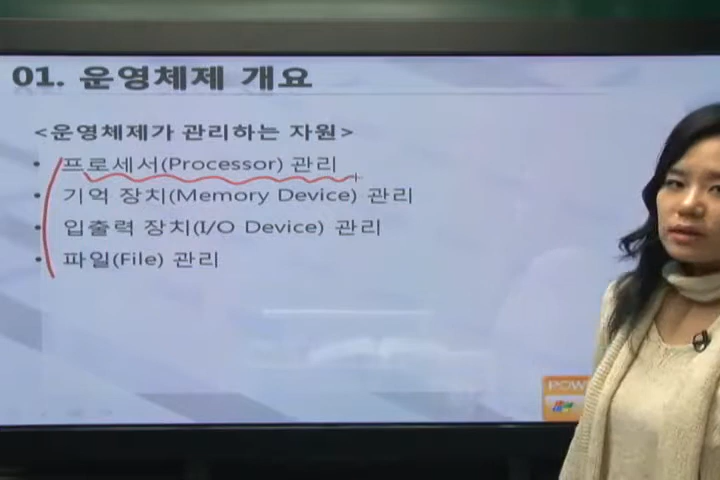 01. 운영체제 개요
<운영체제가 관리하는 자원>
• 프로세서(Processor) 관리
• 기억 장치(Memory Device) 관리
• 입출력 장치(I/O Device) 관리
• 파일(File) 관리
POW